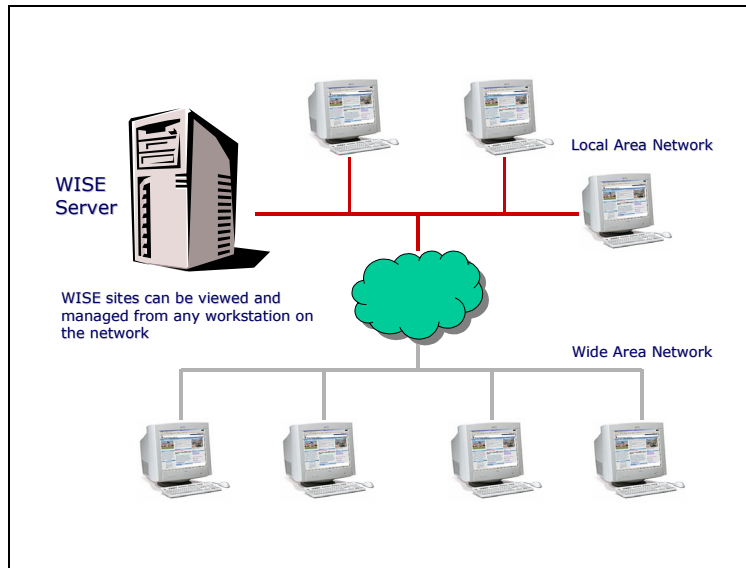 Local Area Network
WISE
Server
WISE sites can be viewed and
managed from any workstation on
the network
Wide Area Network